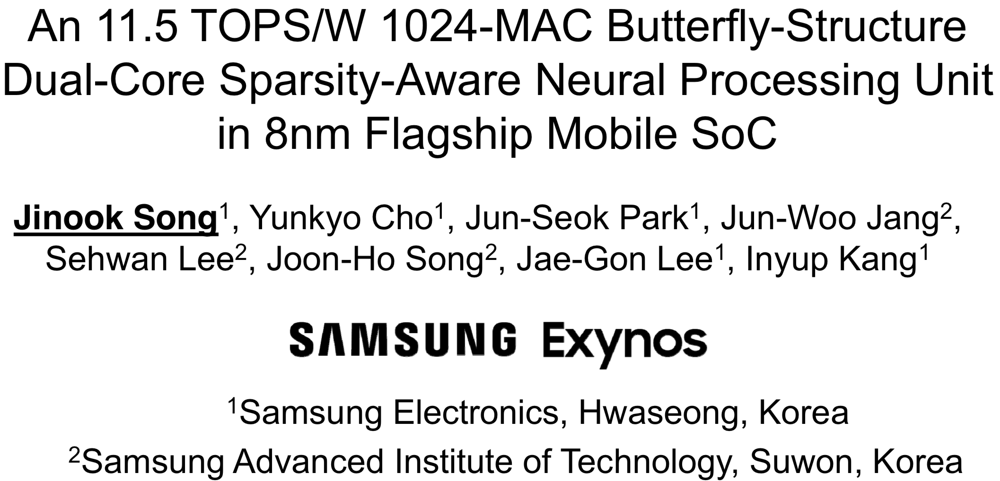 An 11.5 TOPS/W 1024-MAC Butterfly-Structure
Dual-Core Sparsity-Aware Neural Processing Unit
in 8nm Flagship Mobile SoC
Jinook Song¹, Yunkyo Cho¹, Jun-Seok Park¹, Jun-Woo Jang²,
Sehwan Lee², Joon-Ho Song², Jae-Gon Lee¹, Inyup Kang¹
SAMSUNG Exynos
¹Samsung Electronics, Hwaseong, Korea
²Samsung Advanced Institute of Technology, Suwon, Korea